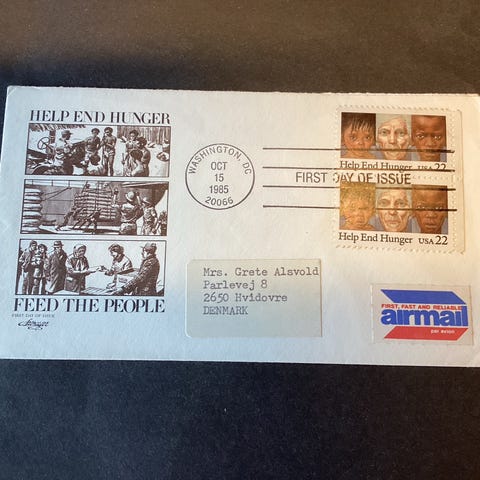 HELP END HUNGER
FEED THE PEOPLE
FIRST DAY OF ISSUE
Artmaster
WASHINGTON, DC
OCT
15
1985
20066
FIRST DAY OF ISSUE
Help End Hunger USA 22
Help End Hunger USA 22
Mrs. Grete Alsvold
Parlevej 8
2650 Hvidovre
DENMARK
FIRST, FAST AND RELIABLE
airmail
par avion